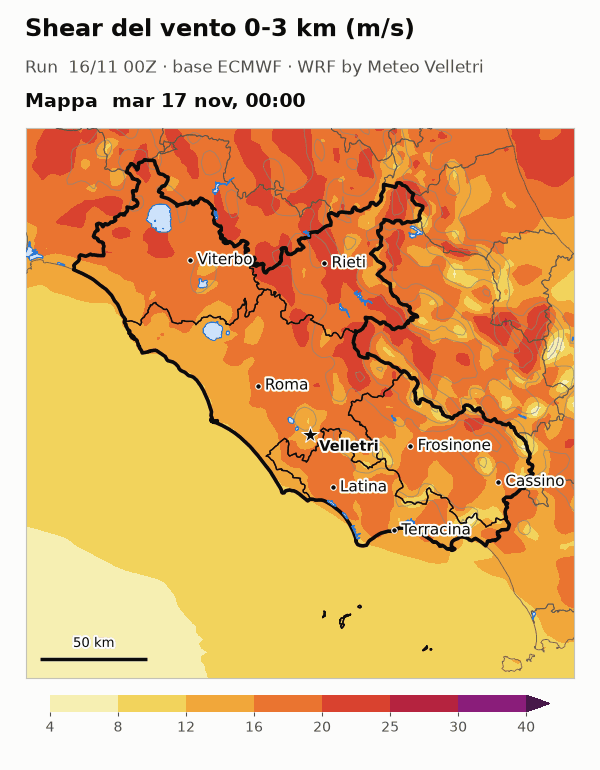 Shear del vento 0-3 km (m/s)
Run  16/11 00Z · base ECMWF · WRF by Meteo Velletri
Mappa  mar 17 nov, 00:00
Viterbo
Rieti
Roma
Velletri
Frosinone
Latina
Cassino
Terracina
50 km
4 8 12 16 20 25 30 40